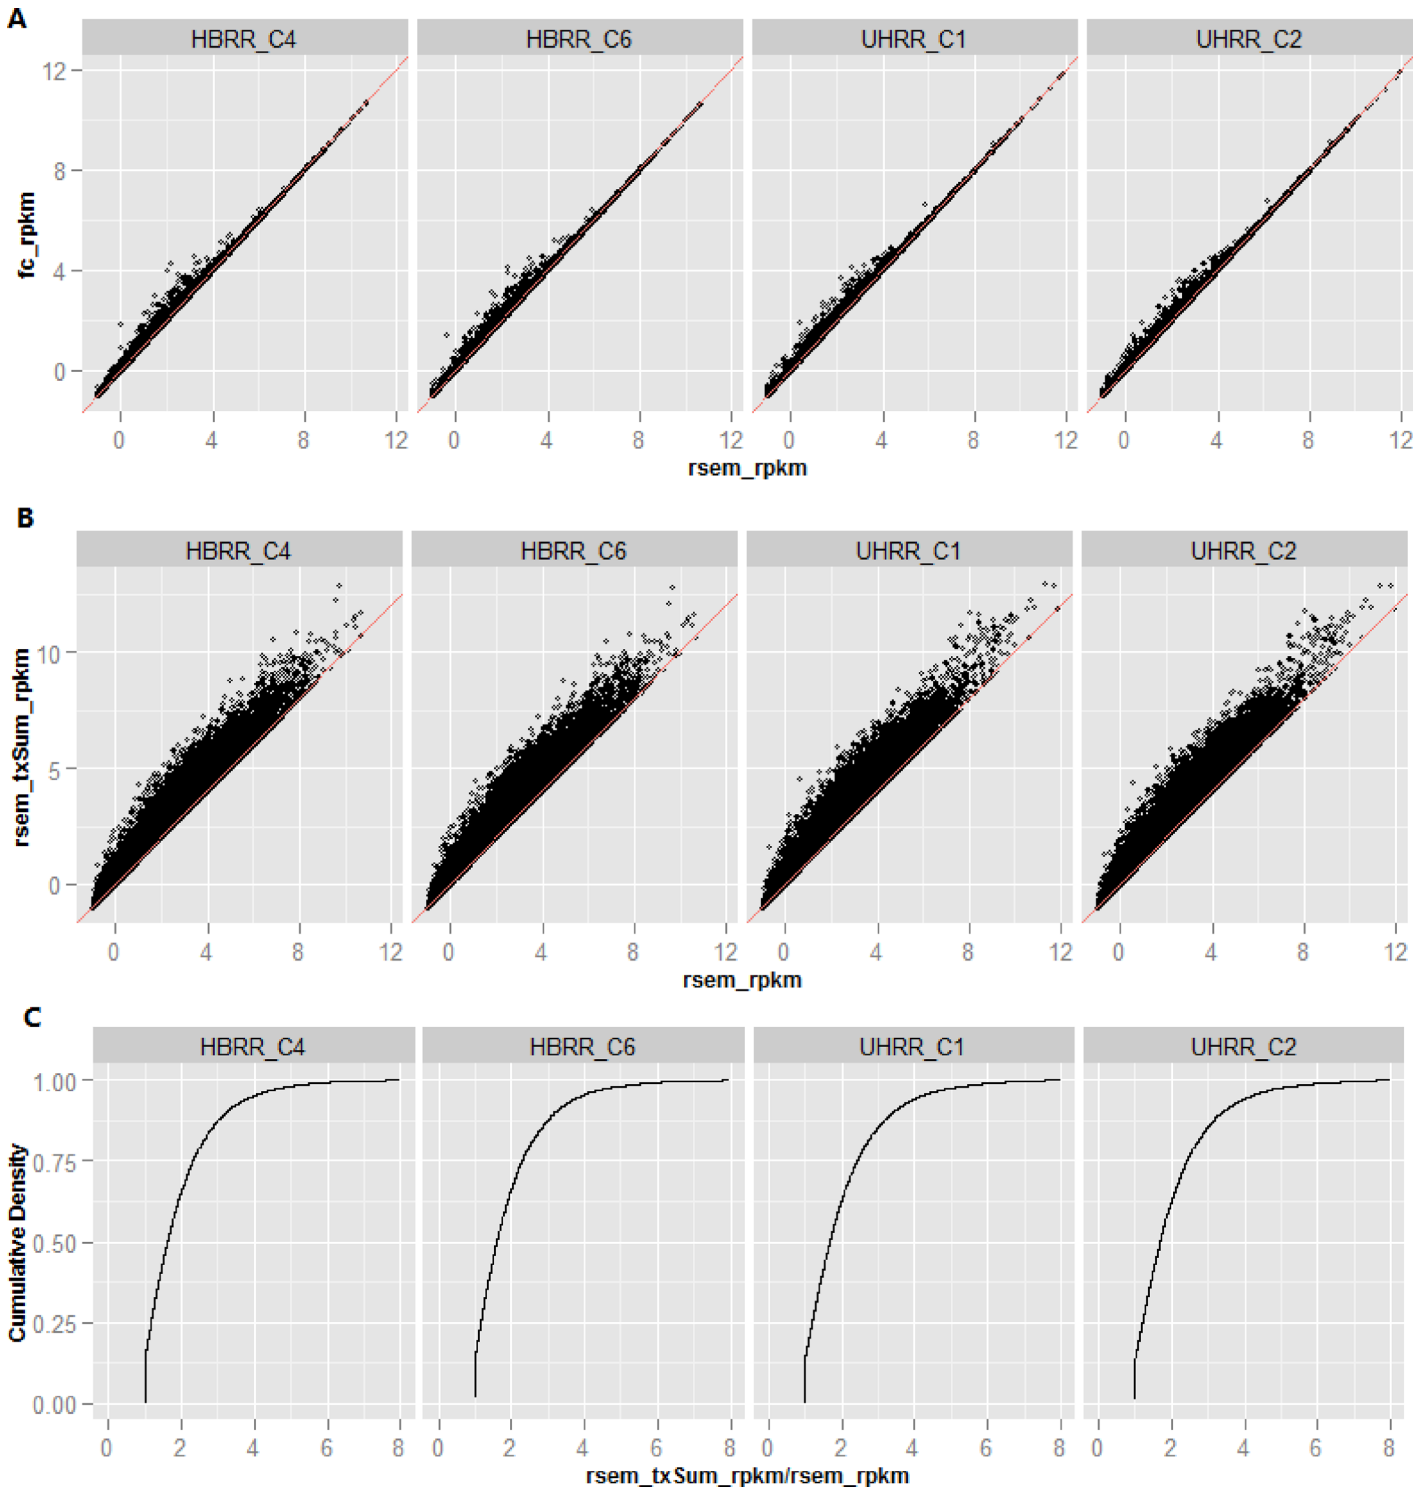 A
HBRR_C4 HBRR_C6 UHRR_C1 UHRR_C2
fc_rpkm
12
8
4
0
0 4 8 12 0 4 8 12 0 4 8 12 0 4 8 12
rsem_rpkm
B
HBRR_C4 HBRR_C6 UHRR_C1 UHRR_C2
rsem_txSum_rpkm
10
5
0
0 4 8 12 0 4 8 12 0 4 8 12 0 4 8 12
rsem_rpkm
C
HBRR_C4 HBRR_C6 UHRR_C1 UHRR_C2
Cumulative Density
1.00
0.75
0.50
0.25
0.00
0 2 4 6 8 0 2 4 6 8 0 2 4 6 8 0 2 4 6 8
rsem_txSum_rpkm/rsem_rpkm